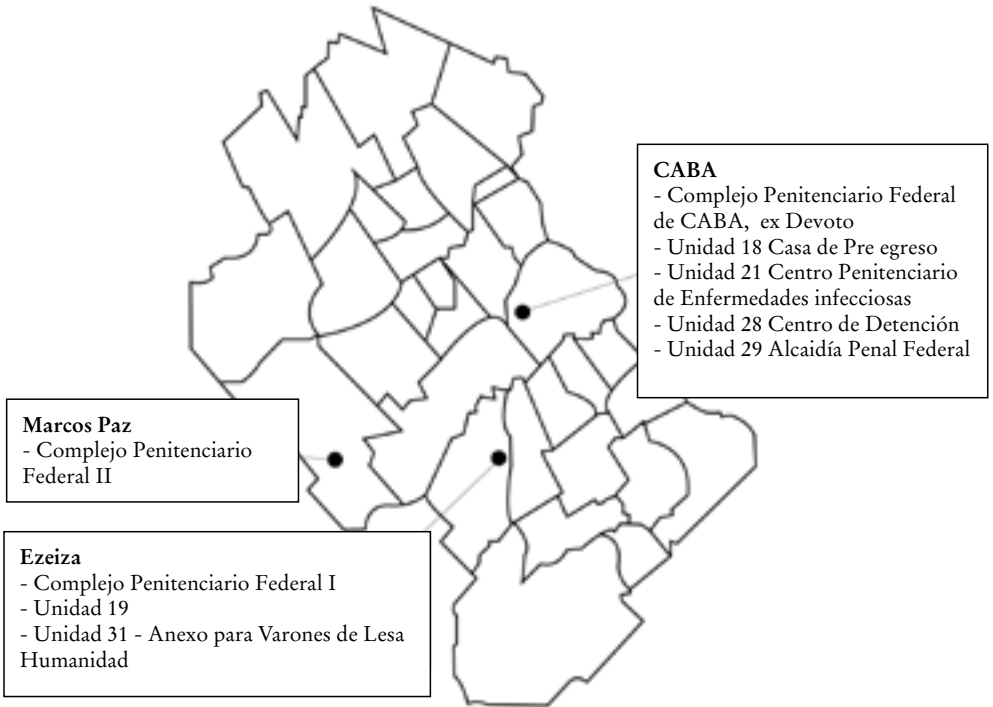 CABA
- Complejo Penitenciario Federal
de CABA, ex Devoto
- Unidad 18 Casa de Pre egreso
- Unidad 21 Centro Penitenciario
de Enfermedades infecciosas
- Unidad 28 Centro de Detención
- Unidad 29 Alcaidía Penal Federal
Marcos Paz
- Complejo Penitenciario
Federal II
Ezeiza
- Complejo Penitenciario Federal I
- Unidad 19
- Unidad 31 - Anexo para Varones de Lesa
Humanidad